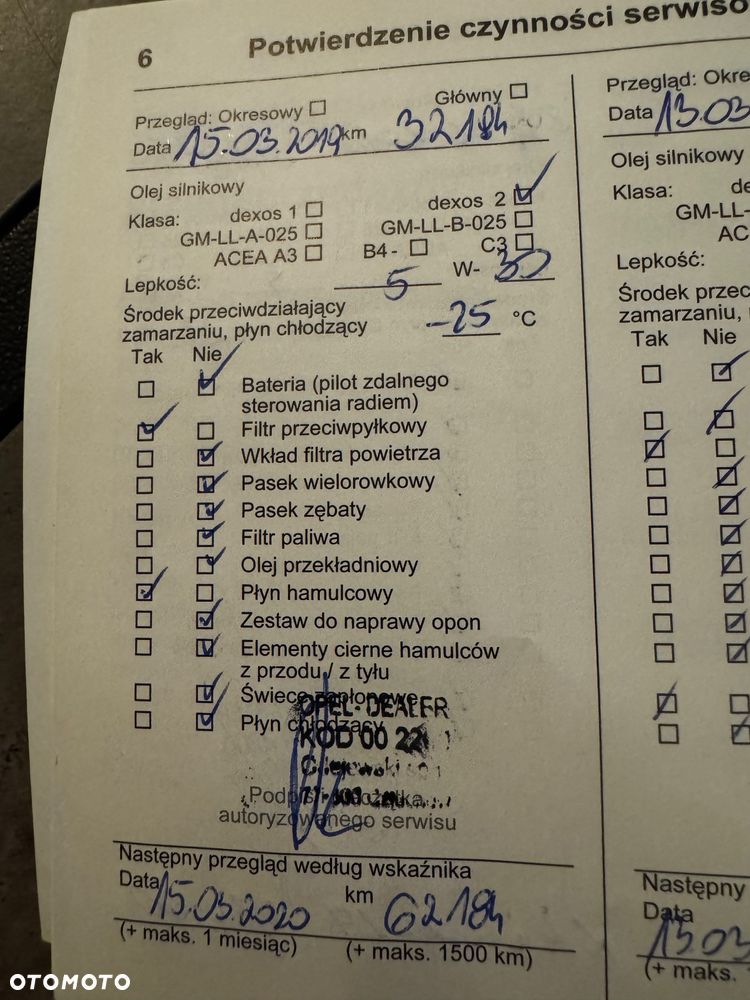 6 Potwierdzenie czynności serwiso
Przegląd: Okresowy Główny
Data 15.03.2019 km 32184
Olej silnikowy
Klasa: dexos 1 dexos 2
GM-LL-A-025 GM-LL-B-025
ACEA A3 B4- C3
Lepkość: 5 W- 30
Środek przeciwdziałający
zamarzaniu, płyn chłodzący -25 °C
Tak Nie
Bateria (pilot zdalnego
sterowania radiem)
Filtr przeciwpyłkowy
Wkład filtra powietrza
Pasek wielorowkowy
Pasek zębaty
Filtr paliwa
Olej przekładniowy
Płyn hamulcowy
Zestaw do naprawy opon
Elementy cierne hamulców
z przodu / z tyłu
Świece zapłonowe
Płyn chłodzący
OPEL-DEALER
KOD 00 22
autoryzowanego serwisu
Następny przegląd według wskaźnika
Data 15.03.2020 km 62184
(+ maks. 1 miesiąc) (+ maks. 1500 km)
Przegląd: Okre
Data 13.03
Olej silnikowy
Klasa: de
GM-LL-
AC
Lepkość:
Środek przec
zamarzaniu,
Tak Nie
Następny
Data
13.03
(+ maks.
OTOMOTO